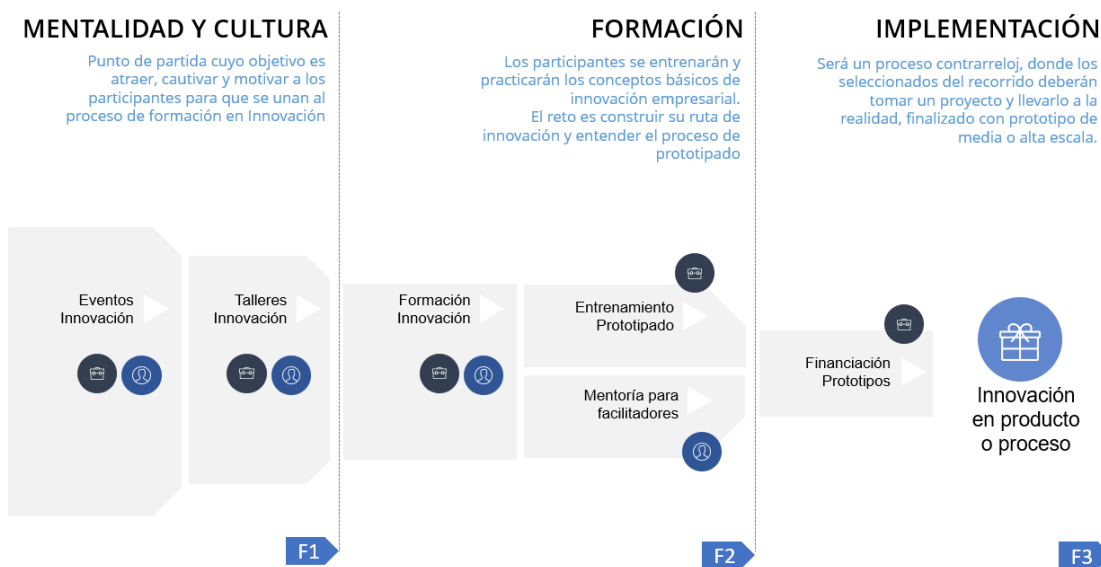 MENTALIDAD Y CULTURA
Punto de partida cuyo objetivo es
atraer, cautivar y motivar a los
participantes para que se unan al
proceso de formación en Innovación
FORMACIÓN
Los participantes se entrenarán y
practicarán los conceptos básicos de
innovación empresarial.
El reto es construir su ruta de
innovación y entender el proceso de
prototipado
IMPLEMENTACIÓN
Será un proceso contrarreloj, donde los
seleccionados del recorrido deberán
tomar un proyecto y llevarlo a la
realidad, finalizado con prototipo de
media o alta escala.
Eventos
Innovación
Talleres
Innovación
Formación
Innovación
Entrenamiento
Prototipado
Mentoría para
facilitadores
Financiación
Prototipos
Innovación
en producto
o proceso
F1
F2
F3